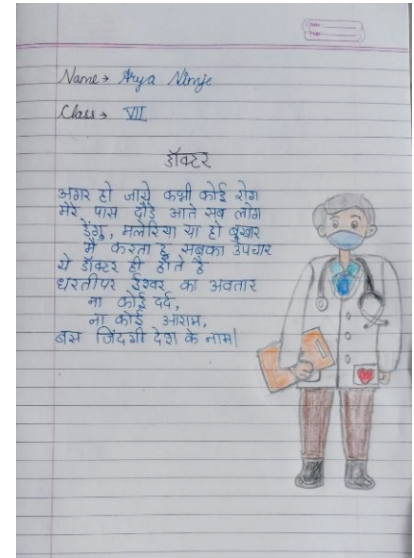 Name → Arya Nimje
Class → VII
डॉक्टर
अगर हो जाये कभी कोई रोग
मेरे पास दौडे आते सब लोग
डेंगु, मलेरिया या हो बुखार
मै करता हू सबका उपचार
ये डॉक्टर ही होते है
धरतीपर ईश्वर का अवतार
ना कोई दर्द,
ना कोई आराम,
बस जिंदगी देश के नाम|